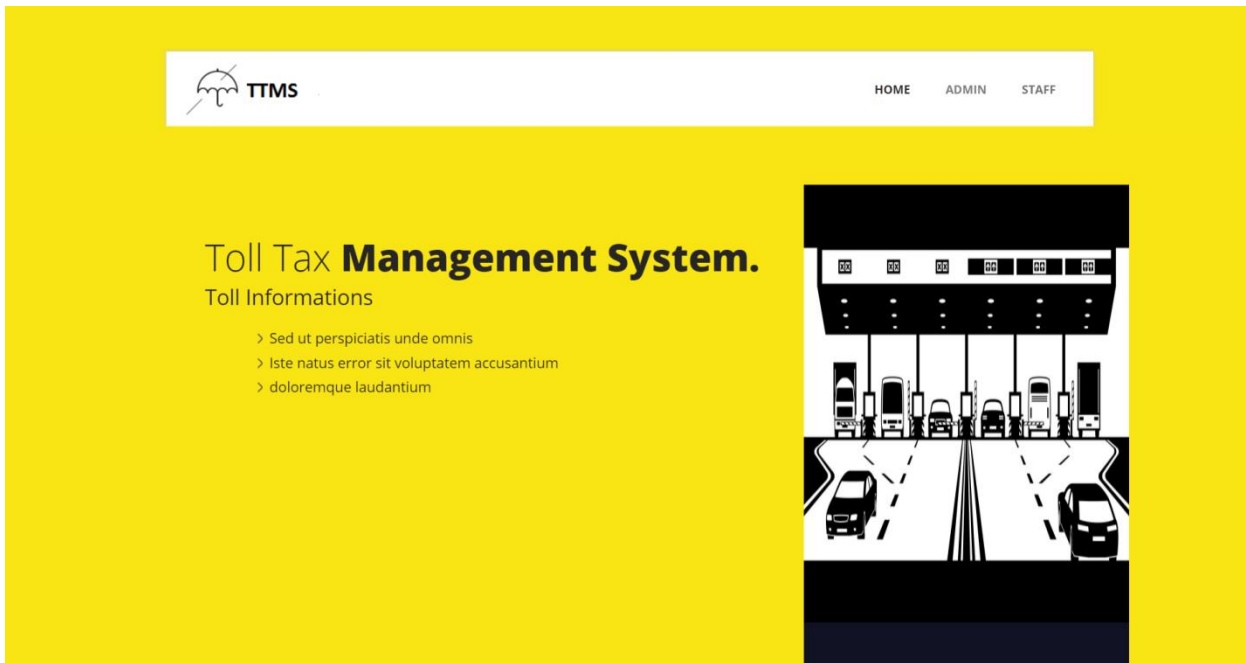 TTMS
HOME ADMIN STAFF
Toll Tax Management System.
Toll Informations
Sed ut perspiciatis unde omnis
Iste natus error sit voluptatem accusantium
doloremque laudantium